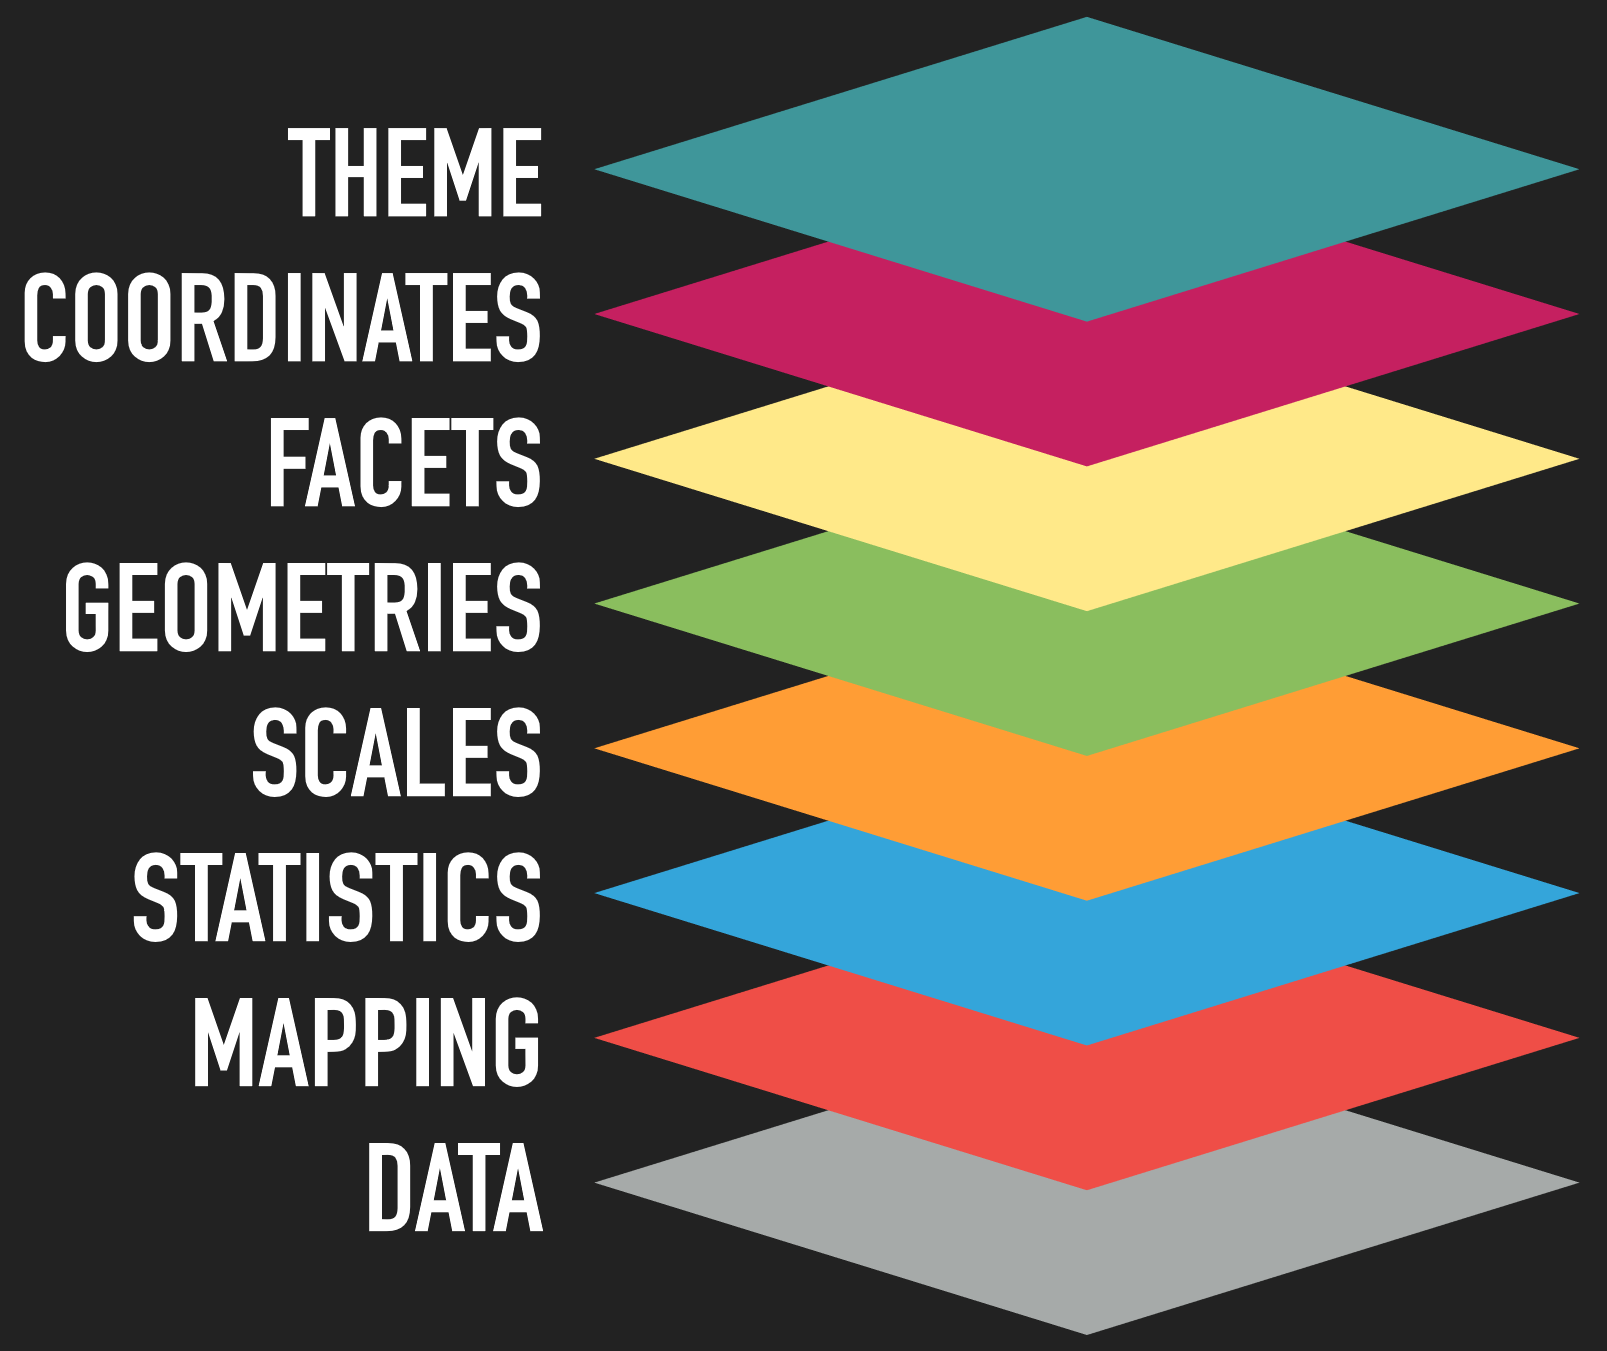 THEME
COORDINATES
FACETS
GEOMETRIES
SCALES
STATISTICS
MAPPING
DATA